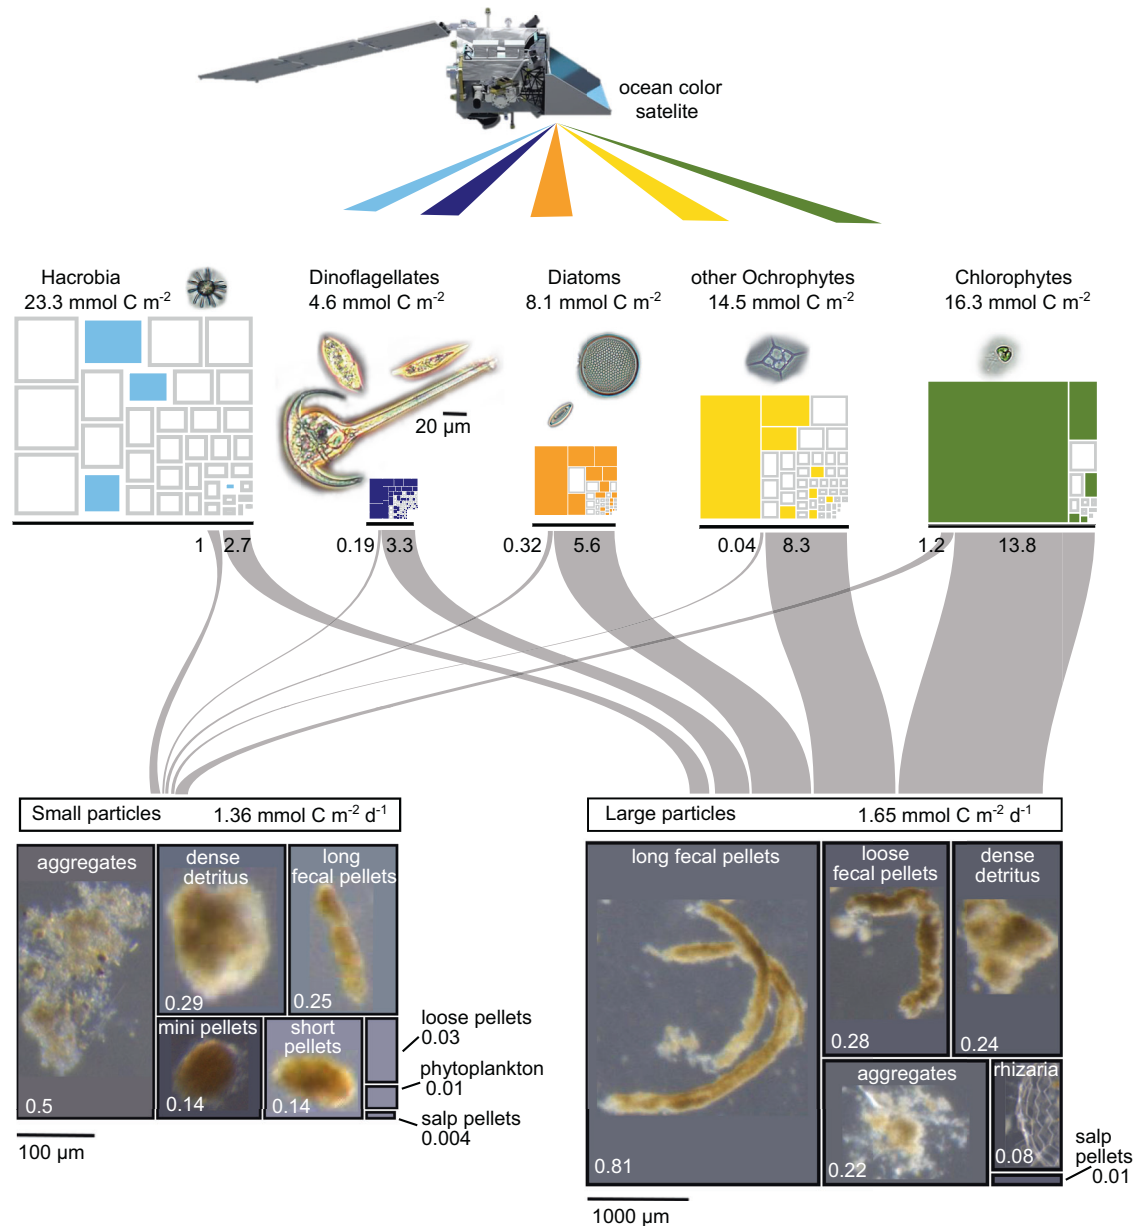 ocean color
satelite
Hacrobia
23.3 mmol C m-2
Dinoflagellates
4.6 mmol C m-2
Diatoms
8.1 mmol C m-2
other Ochrophytes
14.5 mmol C m-2
Chlorophytes
16.3 mmol C m-2
20 µm
1 2.7
0.19 3.3
0.32 5.6
0.04 8.3
1.2 13.8
Small particles 1.36 mmol C m-2 d-1
aggregates
0.5
dense
detritus
0.29
long
fecal pellets
0.25
mini pellets
0.14
short
pellets
0.14
loose pellets
0.03
phytoplankton
0.01
salp pellets
0.004
100 µm
Large particles 1.65 mmol C m-2 d-1
long fecal pellets
0.81
loose
fecal pellets
0.28
dense
detritus
0.24
aggregates
0.22
rhizaria
0.08
salp
pellets
0.01
1000 µm